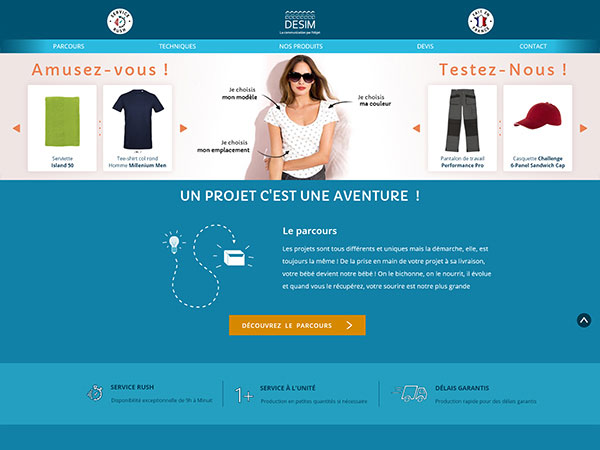 SERVICE
RUSH
DESIM
La communication par l'objet
FAIT EN
FRANCE
PARCOURS
TECHNIQUES
NOS PRODUITS
DEVIS
CONTACT
Amusez-vous !
Testez-Nous !
Je choisis
mon modèle
Je choisis
ma couleur
Je choisis
mon emplacement
Serviette
Island 50
Tee-shirt col rond
Homme Millenium Men
Pantalon de travail
Performance Pro
Casquette Challenge
6-Panel Sandwich Cap
UN PROJET C'EST UNE AVENTURE !
Le parcours
Les projets sont tous différents et uniques mais la démarche, elle, est
toujours la même ! De la prise en main de votre projet à sa livraison,
votre bébé devient notre bébé ! On le bichonne, on le nourrit, il évolue
et quand vous le récupérez, votre sourire est notre plus grande
DÉCOUVREZ LE PARCOURS
SERVICE RUSH
Disponibilité exceptionnelle de 9h à Minuit
1+
SERVICE À L'UNITÉ
Production en petites quantités si nécessaire
DÉLAIS GARANTIS
Production rapide pour des délais garantis